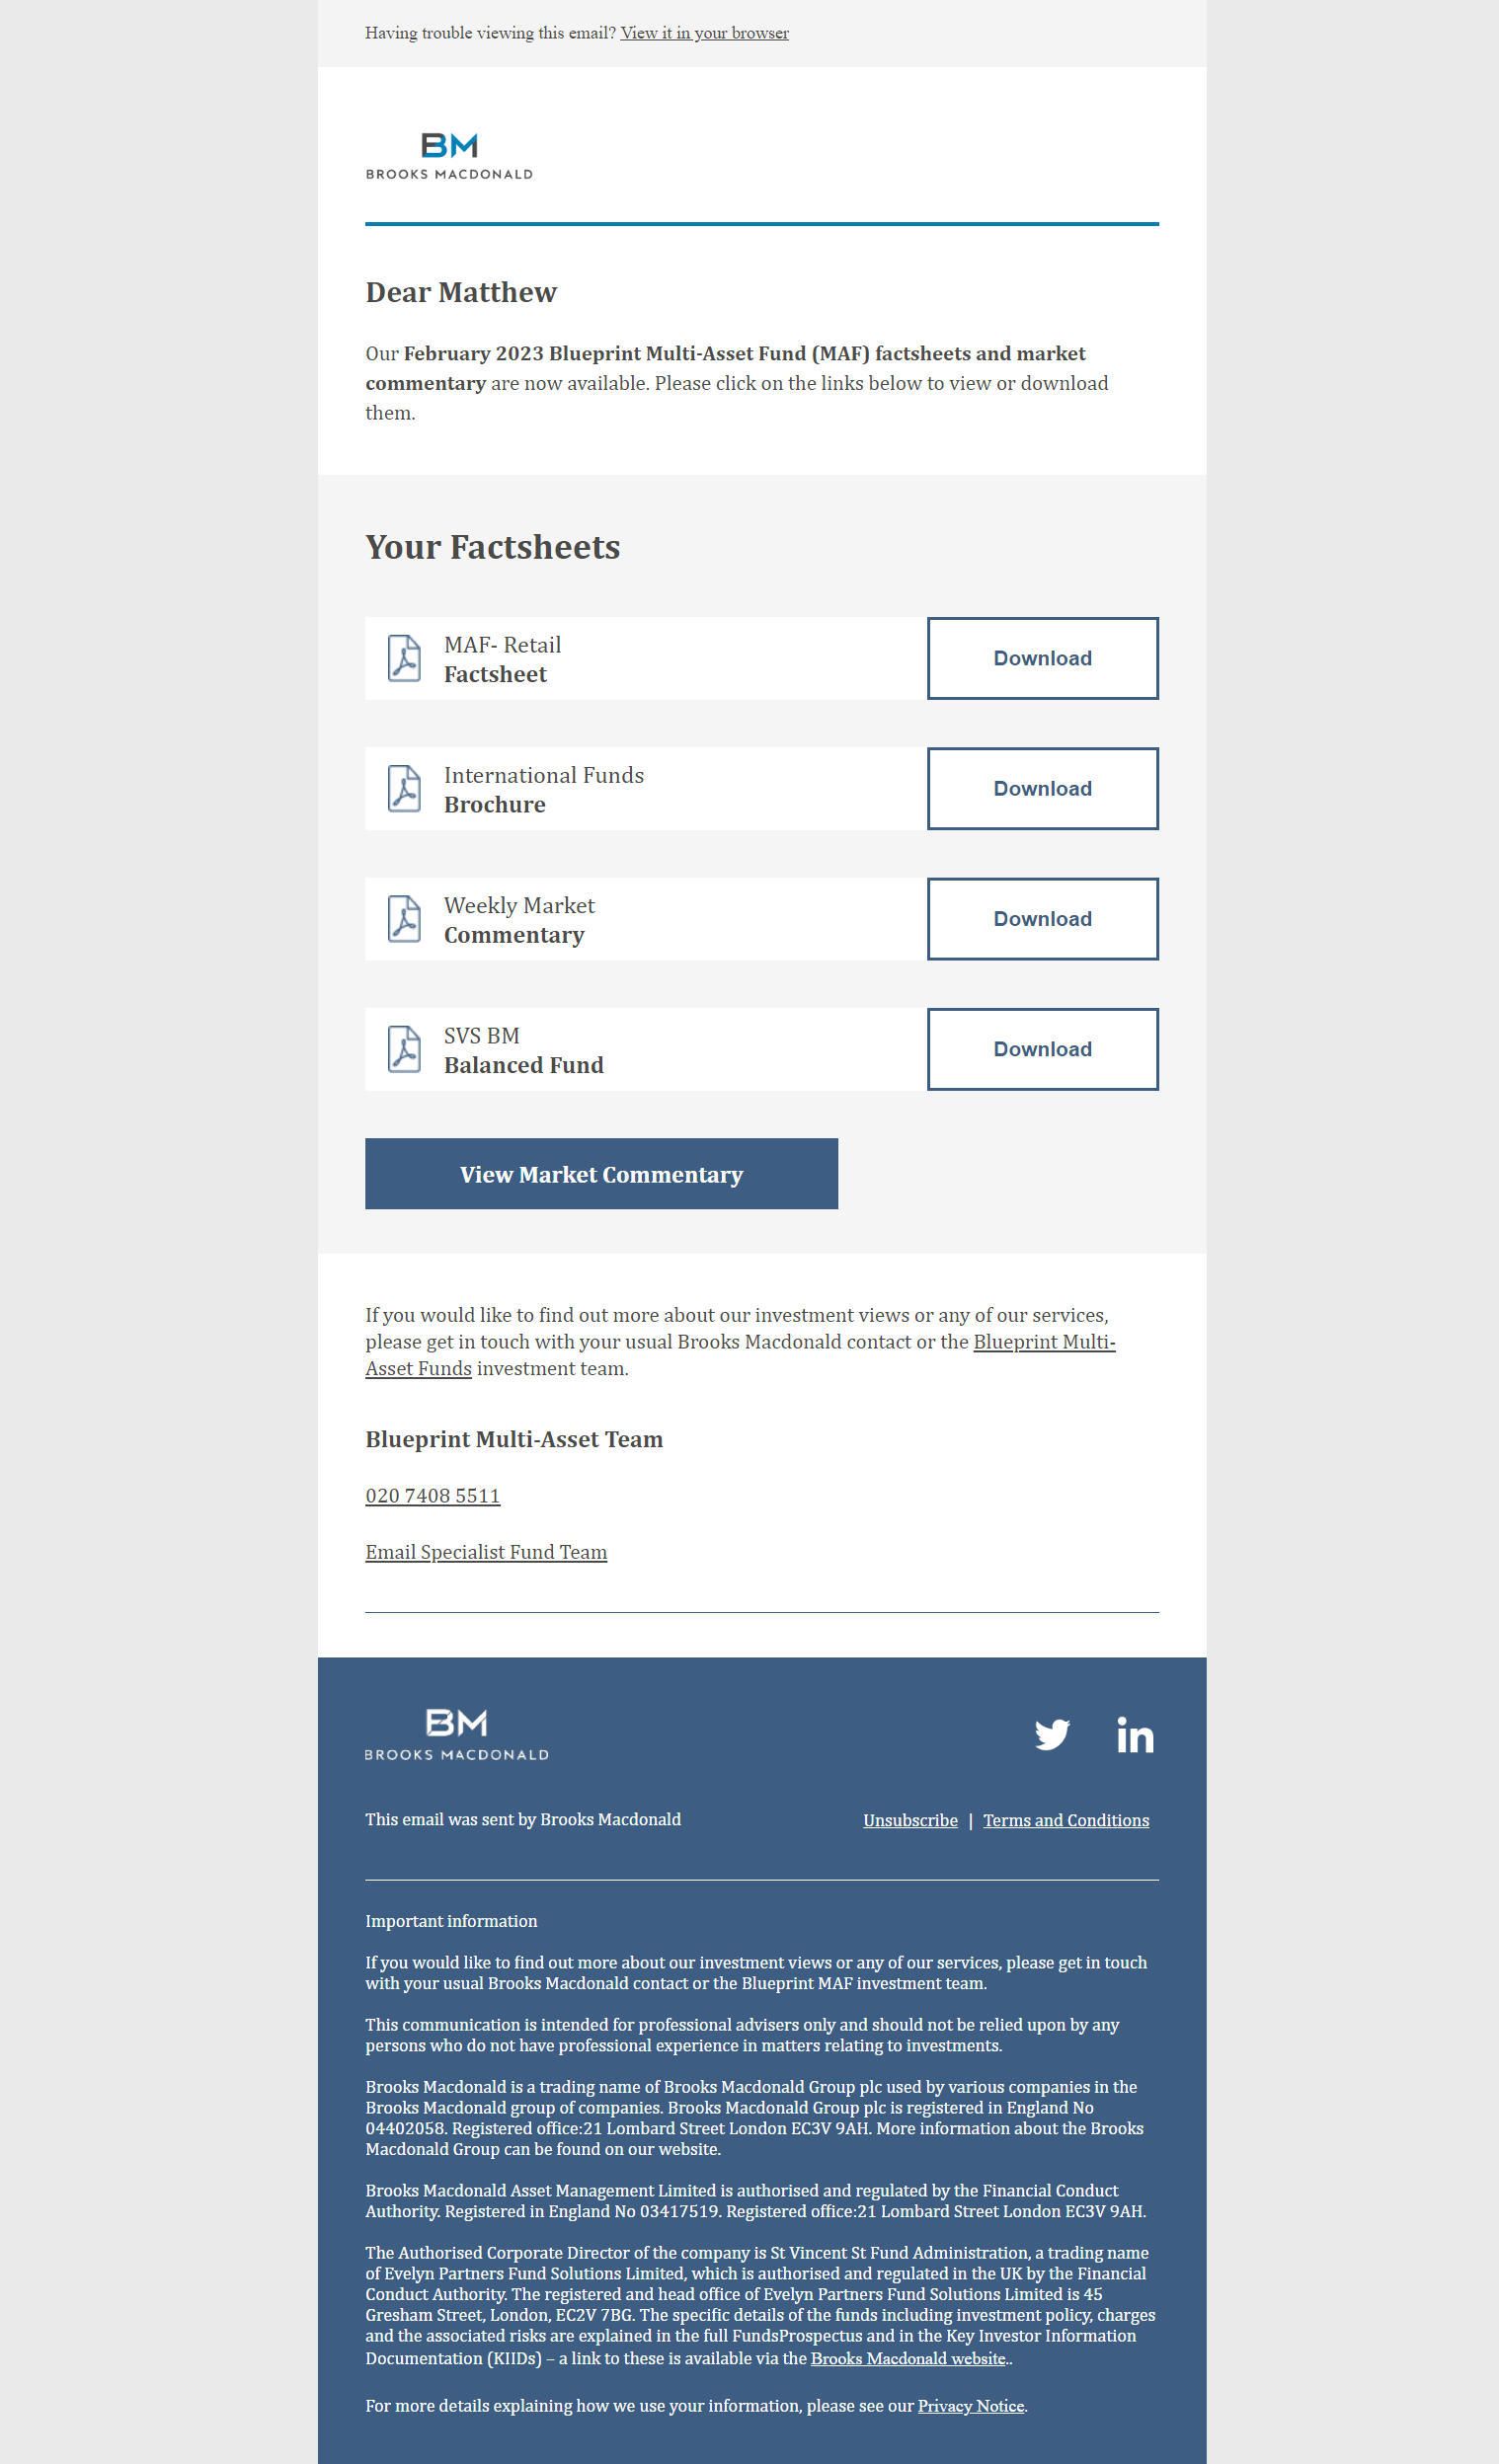 Having trouble viewing this email? View it in your browser
BM
BROOKS MACDONALD
Dear Matthew
Our February 2023 Blueprint Multi-Asset Fund (MAF) factsheets and market
commentary are now available. Please click on the links below to view or download
them.
Your Factsheets
MAF- Retail
Factsheet
Download
International Funds
Brochure
Download
Weekly Market
Commentary
Download
SVS BM
Balanced Fund
Download
View Market Commentary
If you would like to find out more about our investment views or any of our services,
please get in touch with your usual Brooks Macdonald contact or the Blueprint Multi-
Asset Funds investment team.
Blueprint Multi-Asset Team
020 7408 5511
Email Specialist Fund Team
BM
BROOKS MACDONALD
in
This email was sent by Brooks Macdonald
Unsubscribe | Terms and Conditions
Important information
If you would like to find out more about our investment views or any of our services, please get in touch
with your usual Brooks Macdonald contact or the Blueprint MAF investment team.
This communication is intended for professional advisers only and should not be relied upon by any
persons who do not have professional experience in matters relating to investments.
Brooks Macdonald is a trading name of Brooks Macdonald Group plc used by various companies in the
Brooks Macdonald group of companies. Brooks Macdonald Group plc is registered in England No
04402058. Registered office:21 Lombard Street London EC3V 9AH. More information about the Brooks
Macdonald Group can be found on our website.
Brooks Macdonald Asset Management Limited is authorised and regulated by the Financial Conduct
Authority. Registered in England No 03417519. Registered office:21 Lombard Street London EC3V 9AH.
The Authorised Corporate Director of the company is St Vincent St Fund Administration, a trading name
of Evelyn Partners Fund Solutions Limited, which is authorised and regulated in the UK by the Financial
Conduct Authority. The registered and head office of Evelyn Partners Fund Solutions Limited is 45
Gresham Street, London, EC2V 7BG. The specific details of the funds including investment policy, charges
and the associated risks are explained in the full FundsProspectus and in the Key Investor Information
Documentation (KIIDs) – a link to these is available via the Brooks Macdonald website..
For more details explaining how we use your information, please see our Privacy Notice.